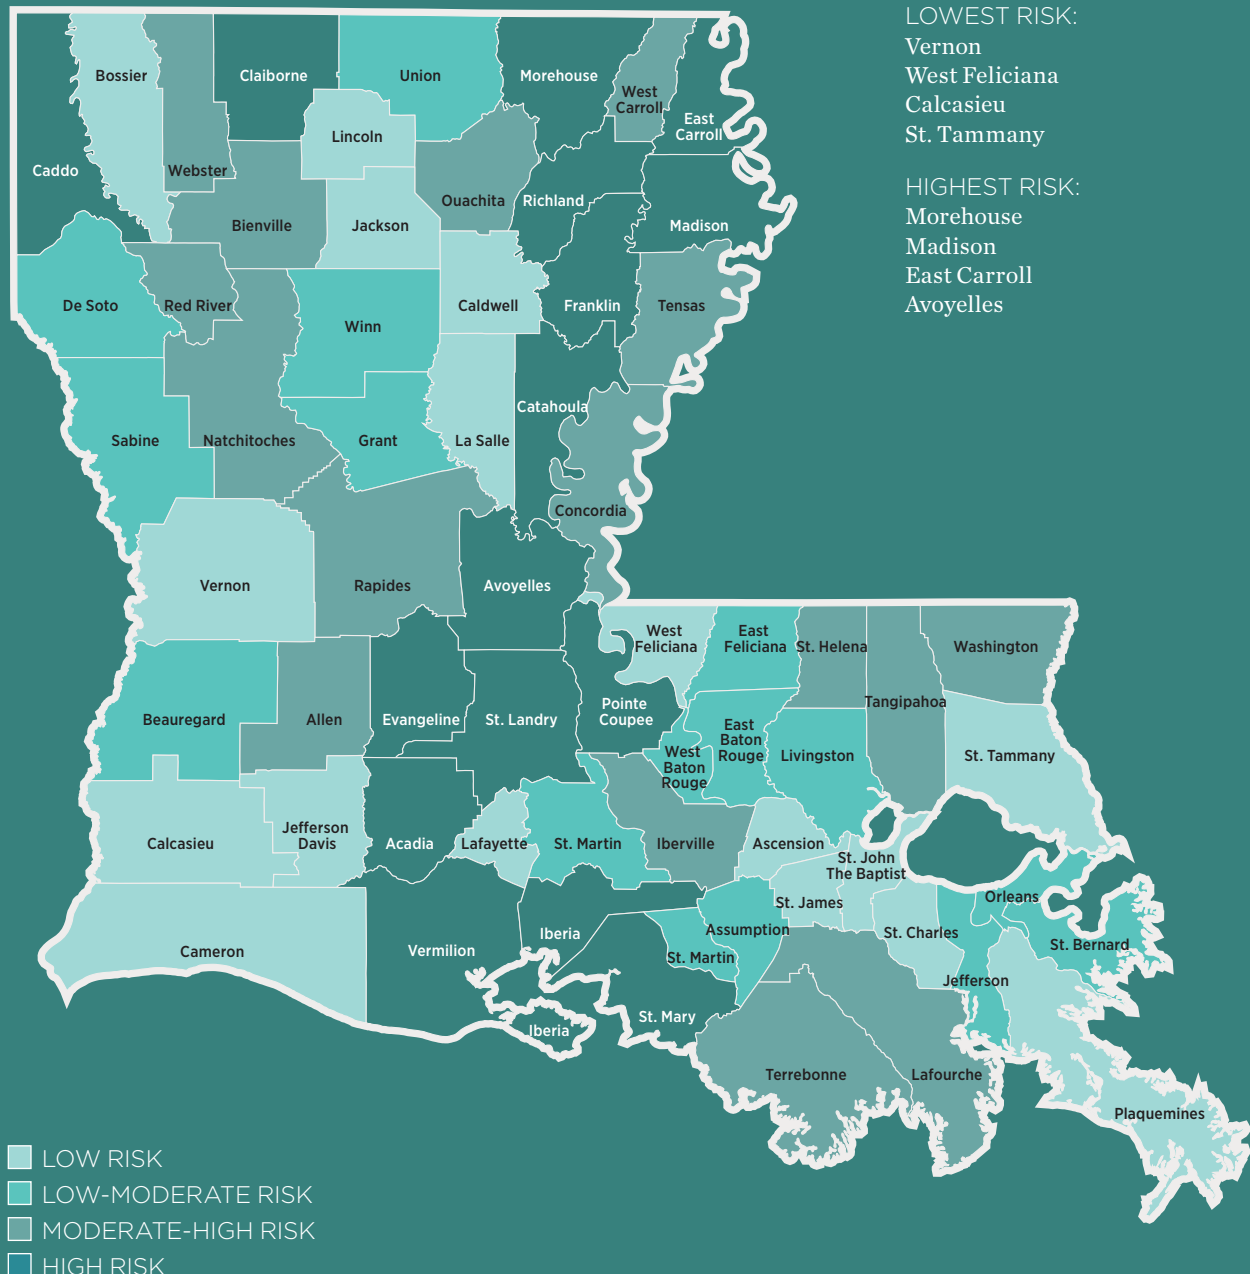 LOWEST RISK:
Vernon
West Feliciana
Calcasieu
St. Tammany
HIGHEST RISK:
Morehouse
Madison
East Carroll
Avoyelles
Bossier
Claiborne
Union
Morehouse
West
Carroll
East
Carroll
Lincoln
Caddo
Webster
Ouachita
Richland
Bienville
Jackson
Madison
De Soto
Red River
Winn
Caldwell
Franklin
Tensas
Catahoula
Sabine
Natchitoches
Grant
La Salle
Concordia
Vernon
Rapides
Avoyelles
West
Feliciana
East
Feliciana
St. Helena
Washington
Tangipahoa
Beauregard
Allen
Evangeline
St. Landry
Pointe
Coupee
East
Baton
Rouge
West
Baton
Rouge
Livingston
St. Tammany
Calcasieu
Jefferson
Davis
Acadia
Lafayette
St. Martin
Iberville
Ascension
St. John
The Baptist
St. James
Orleans
Cameron
Vermilion
Iberia
Assumption
St. Martin
St. Charles
St. Bernard
Jefferson
Iberia
St. Mary
Terrebonne
Lafourche
Plaquemines
LOW RISK
LOW-MODERATE RISK
MODERATE-HIGH RISK
HIGH RISK